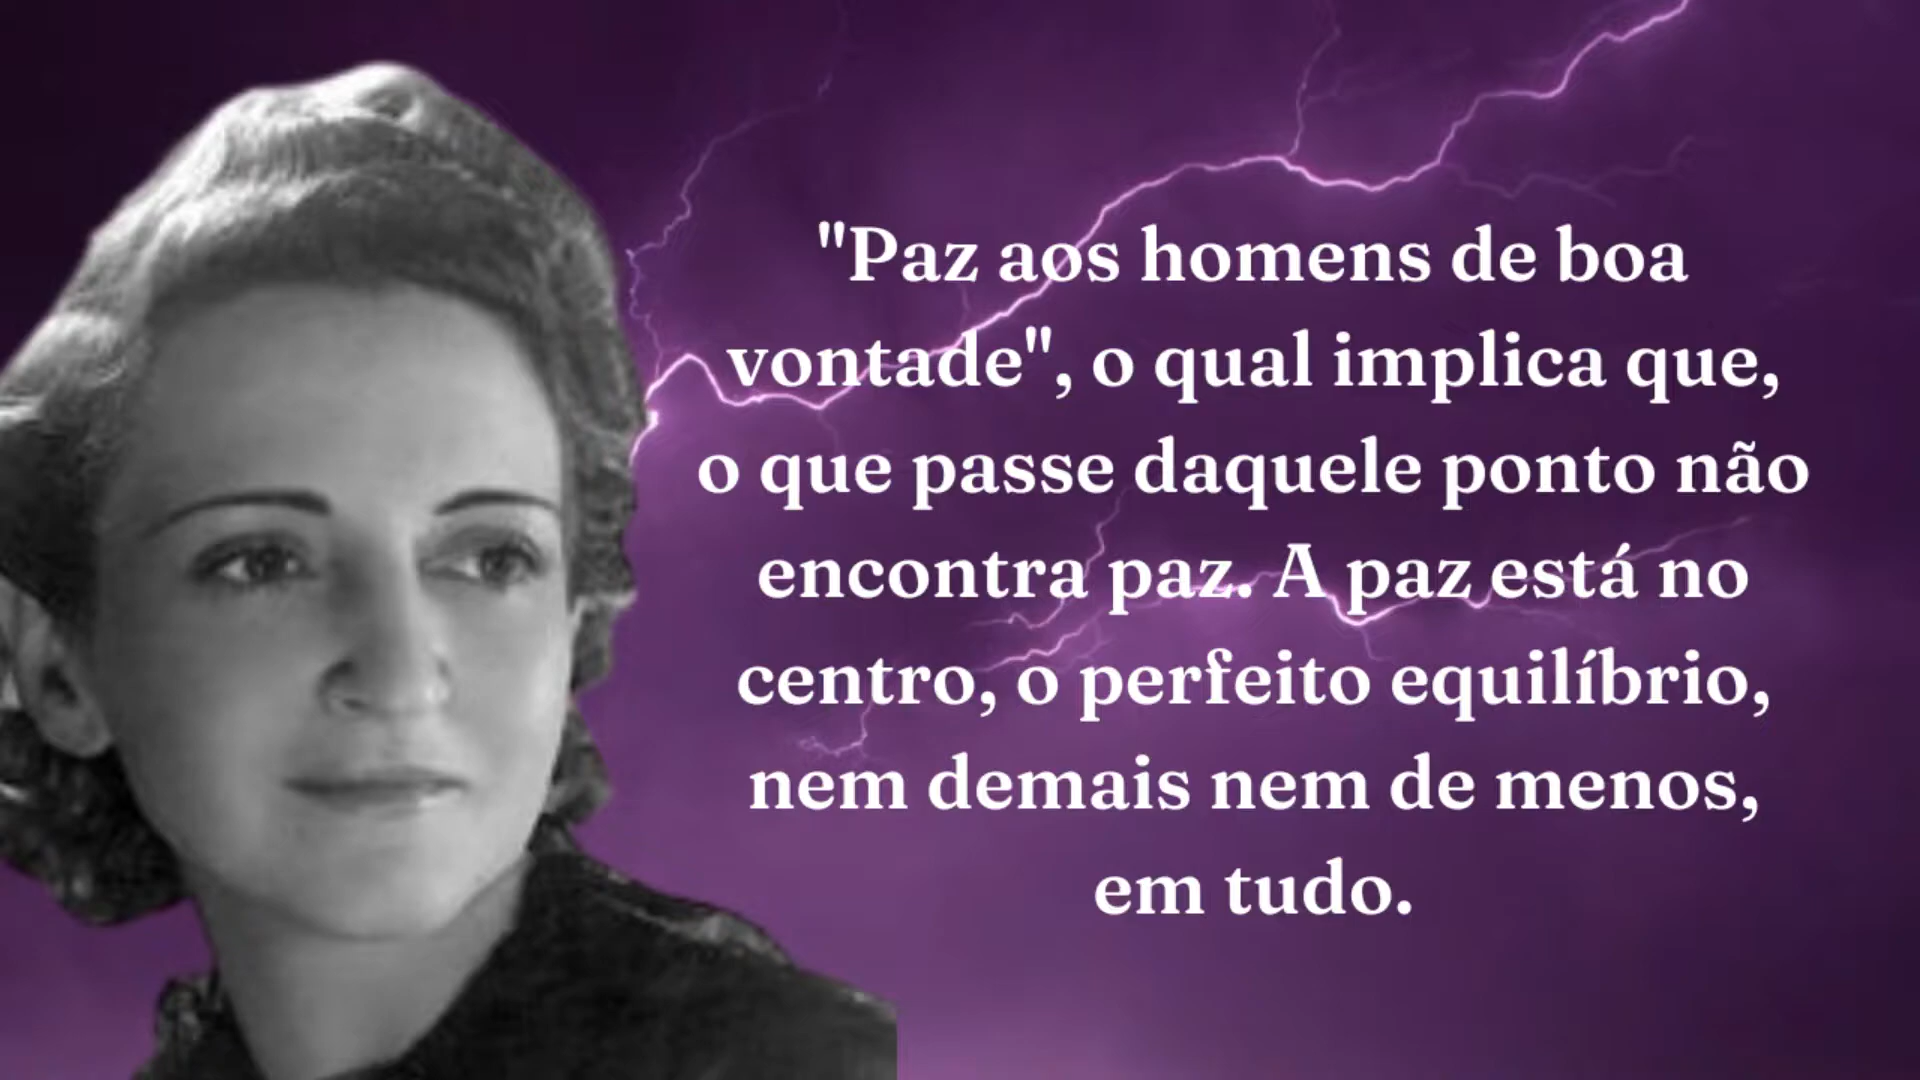 "Paz aos homens de boa
vontade", o qual implica que,
o que passe daquele ponto não
encontra paz. A paz está no
centro, o perfeito equilíbrio,
nem demais nem de menos,
em tudo.